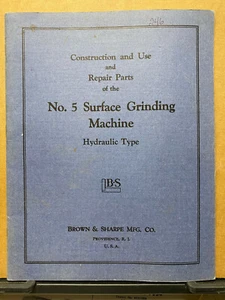 246
Construction and Use
and
Repair Parts
of the
No. 5 Surface Grinding
Machine
Hydraulic Type
B&S
BROWN & SHARPE MFG. CO.
PROVIDENCE, R. I.
U. S. A.